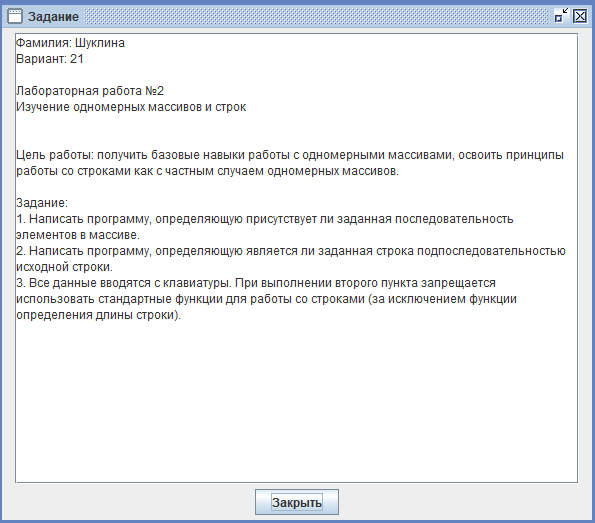 Задание
Фамилия: Шуклина
Вариант: 21
Лабораторная работа №2
Изучение одномерных массивов и строк
Цель работы: получить базовые навыки работы с одномерными массивами, освоить принципы
работы со строками как с частным случаем одномерных массивов.
Задание:
1. Написать программу, определяющую присутствует ли заданная последовательность
элементов в массиве.
2. Написать программу, определяющую является ли заданная строка подпоследовательностью
исходной строки.
3. Все данные вводятся с клавиатуры. При выполнении второго пункта запрещается
использовать стандартные функции для работы со строками (за исключением функции
определения длины строки).
Закрыть